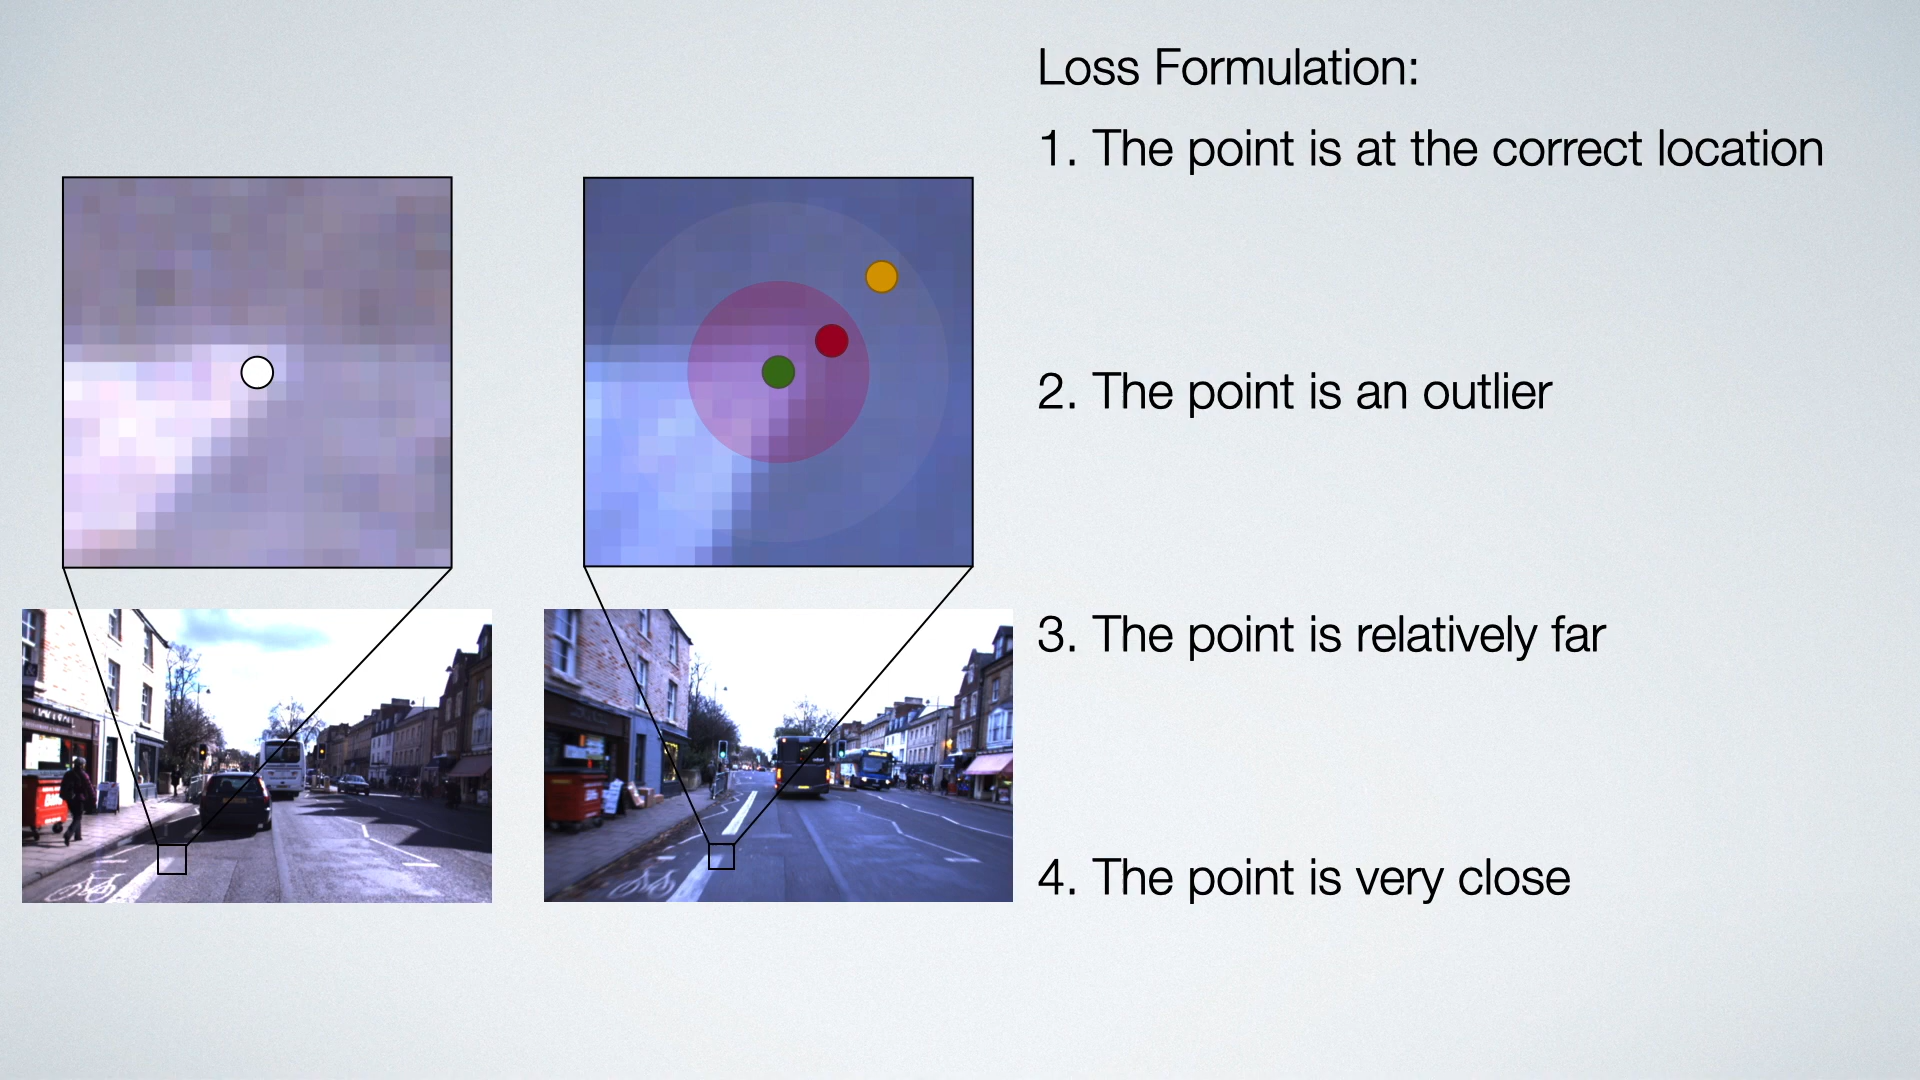 Loss Formulation:
1. The point is at the correct location
2. The point is an outlier
3. The point is relatively far
4. The point is very close